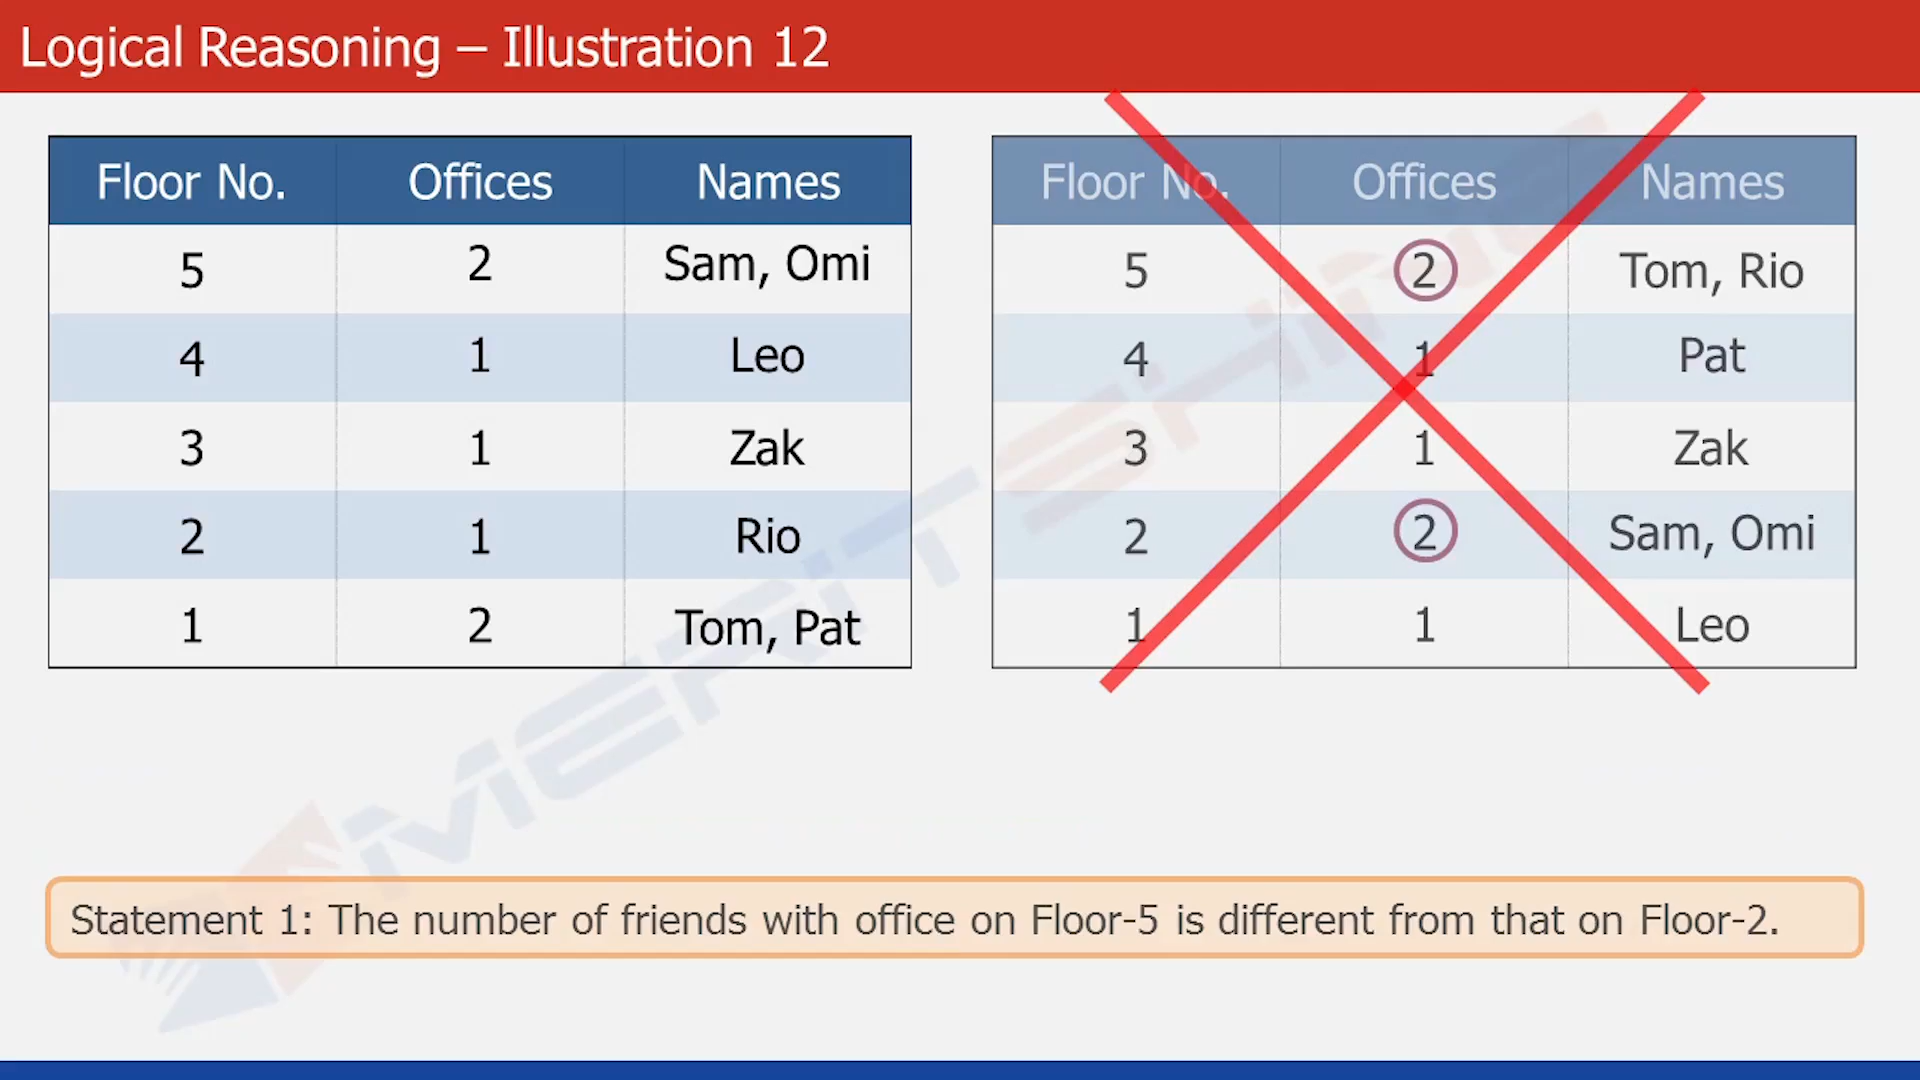 Logical Reasoning – Illustration 12
Floor No. Offices Names
5 2 Sam, Omi
4 1 Leo
3 1 Zak
2 1 Rio
1 2 Tom, Pat
Floor No. Offices Names
5 2 Tom, Rio
4 1 Pat
3 1 Zak
2 2 Sam, Omi
1 1 Leo
MERITSHINE
Statement 1: The number of friends with office on Floor-5 is different from that on Floor-2.